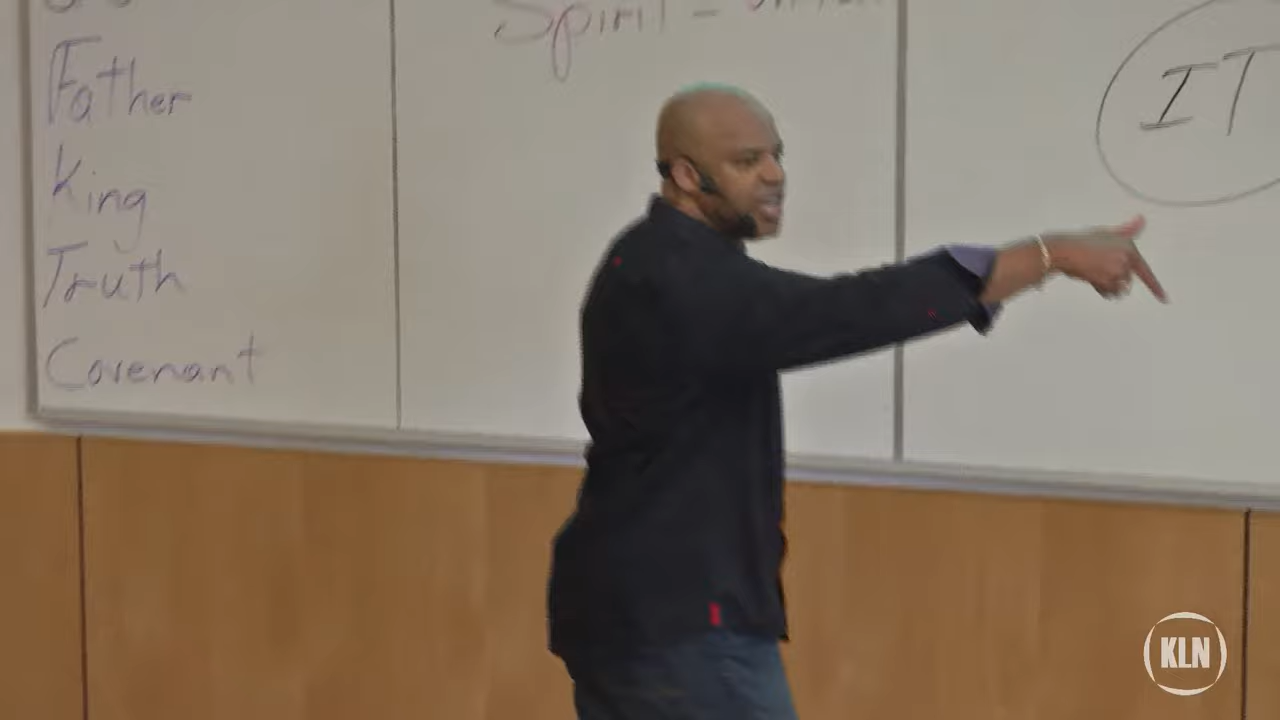 Father
King
Truth
Covenant
Spirit -
IT
KLN